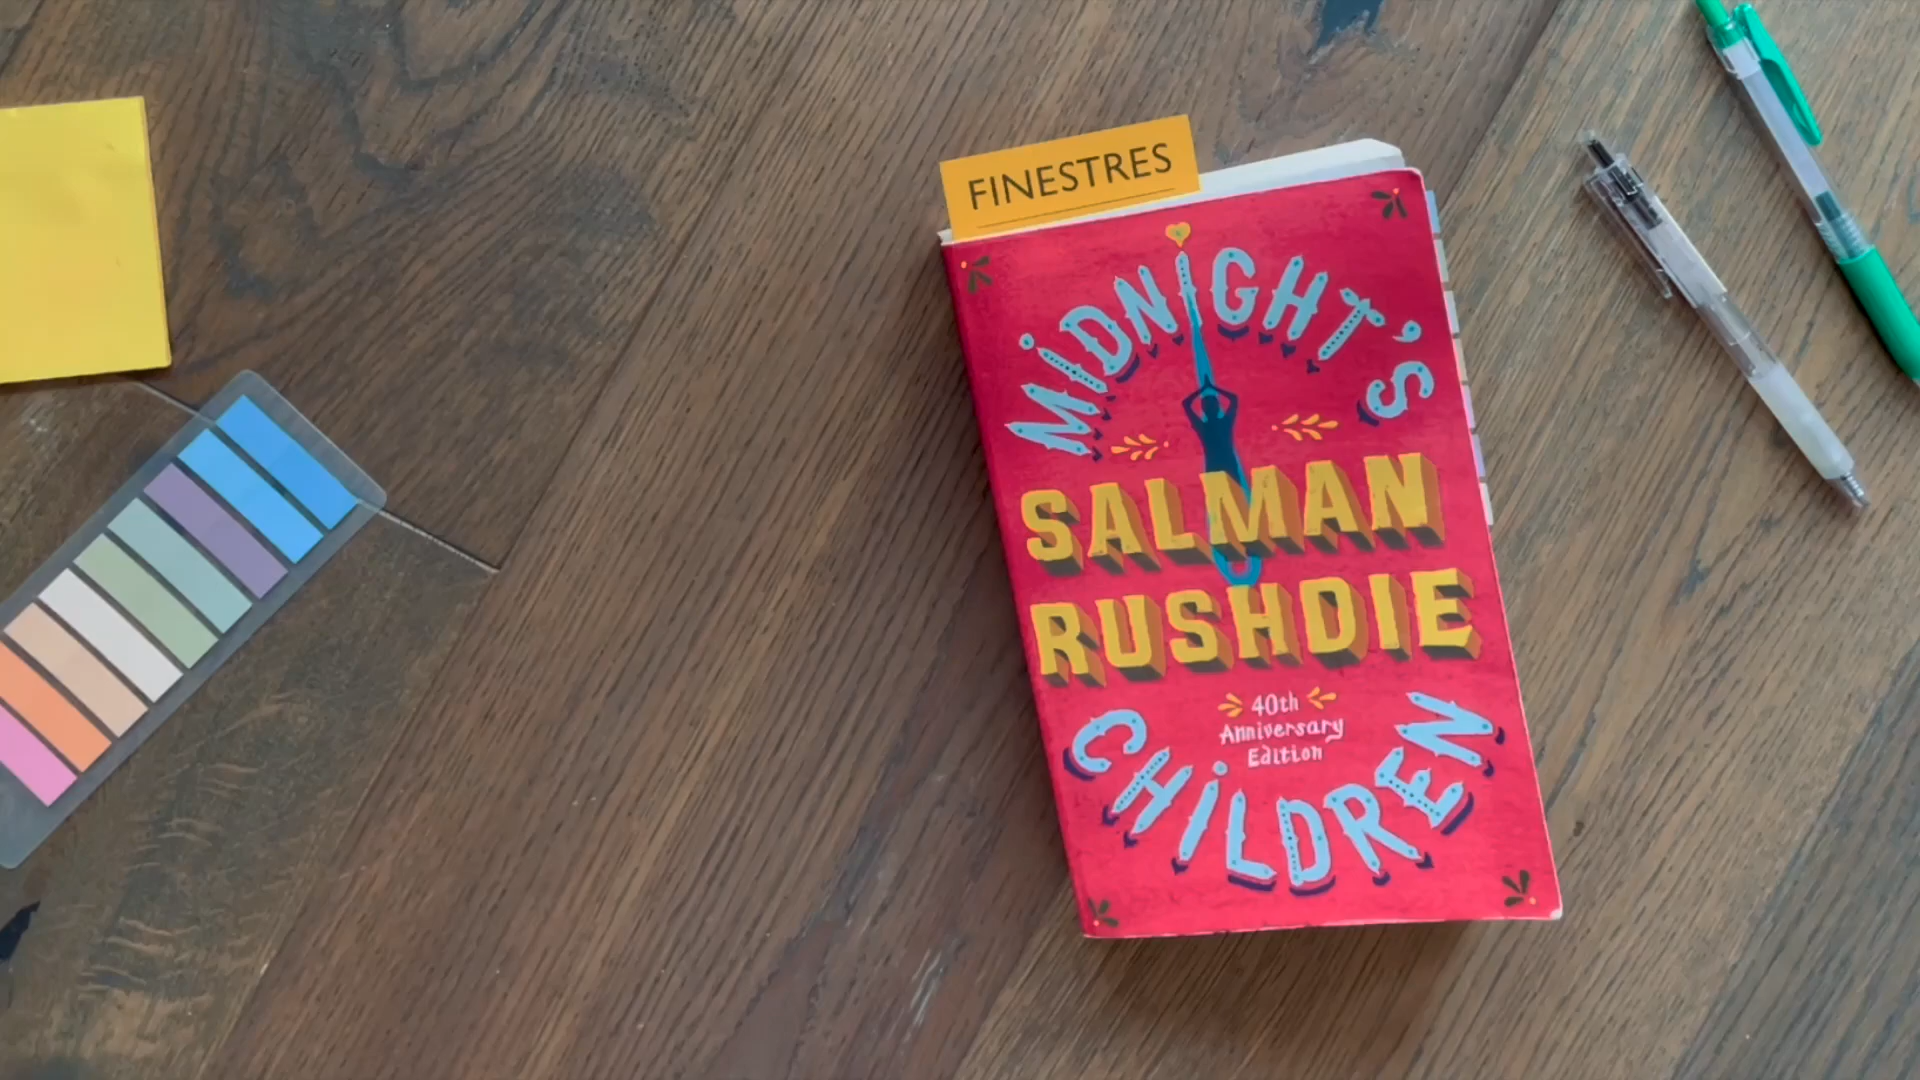 FINESTRES
MIDNIGHT'S
SALMAN
RUSHDIE
40th
Anniversary
Edition
CHILDREN